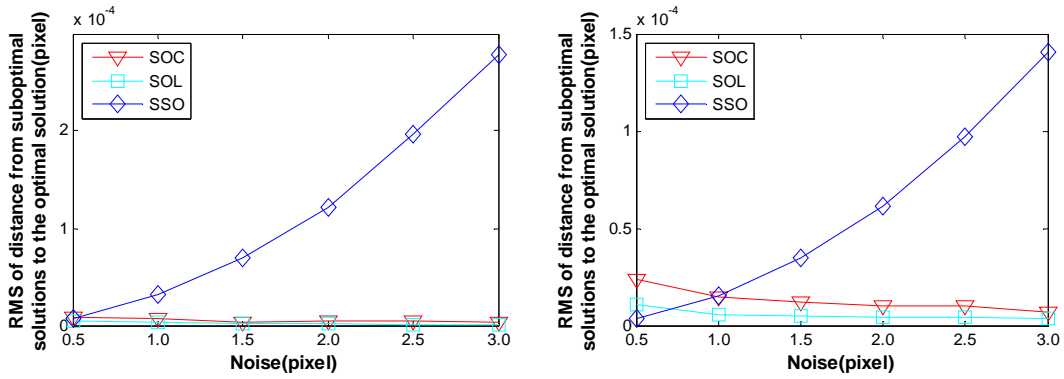 x 10⁻⁴
RMS of distance from suboptimal
solutions to the optimal solution(pixel)
2
1
0
SOC
SOL
SSO
0.5 1.0 1.5 2.0 2.5 3.0
Noise(pixel)
x 10⁻⁴
RMS of distance from suboptimal
solutions to the optimal solution(pixel)
1.5
1
0.5
0
SOC
SOL
SSO
0.5 1.0 1.5 2.0 2.5 3.0
Noise(pixel)